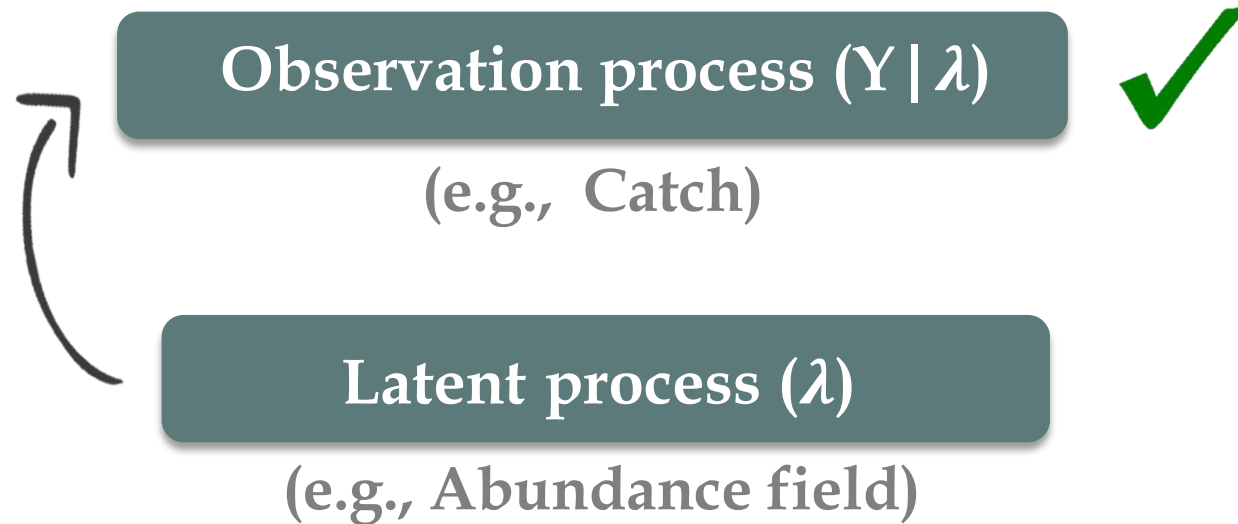 Observation process (Y|λ)
(e.g., Catch)
Latent process (λ)
(e.g., Abundance field)